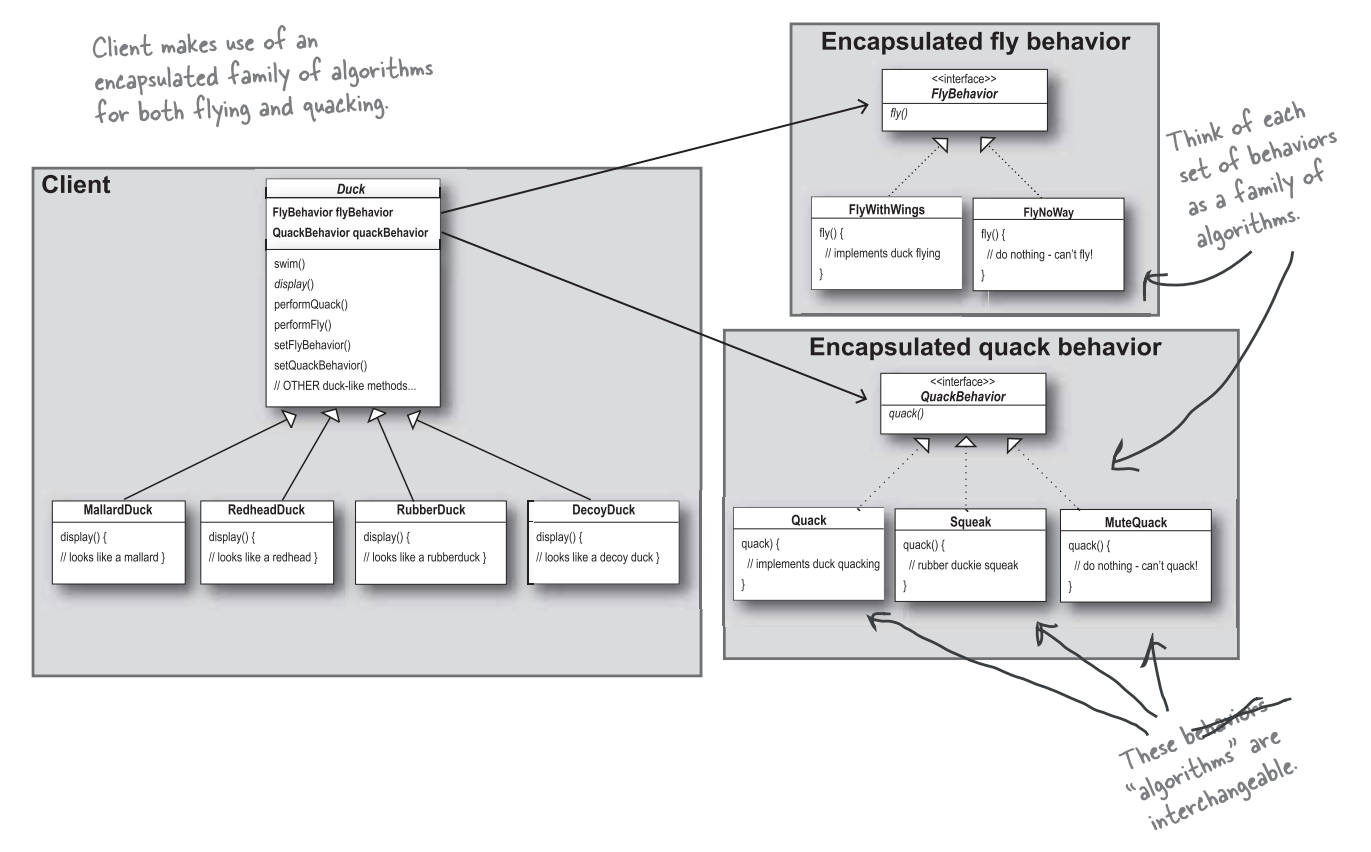 Client makes use of an
encapsulated family of algorithms
for both flying and quacking.
Client
Duck
FlyBehavior flyBehavior
QuackBehavior quackBehavior
swim()
display()
performQuack()
performFly()
setFlyBehavior()
setQuackBehavior()
// OTHER duck-like methods...
MallardDuck
display() {
// looks like a mallard }
RedheadDuck
display() {
// looks like a redhead }
RubberDuck
display() {
// looks like a rubberduck }
DecoyDuck
display() {
// looks like a decoy duck }
Encapsulated fly behavior
<<interface>>
FlyBehavior
fly()
FlyWithWings
fly() {
// implements duck flying
}
FlyNoWay
fly() {
// do nothing - can't fly!
}
Think of each
set of behaviors
as a family of
algorithms.
Encapsulated quack behavior
<<interface>>
QuackBehavior
quack()
Quack
quack) {
// implements duck quacking
}
Squeak
quack() {
// rubber duckie squeak
}
MuteQuack
quack() {
// do nothing - can't quack!
}
These behaviors
“algorithms” are
interchangeable.